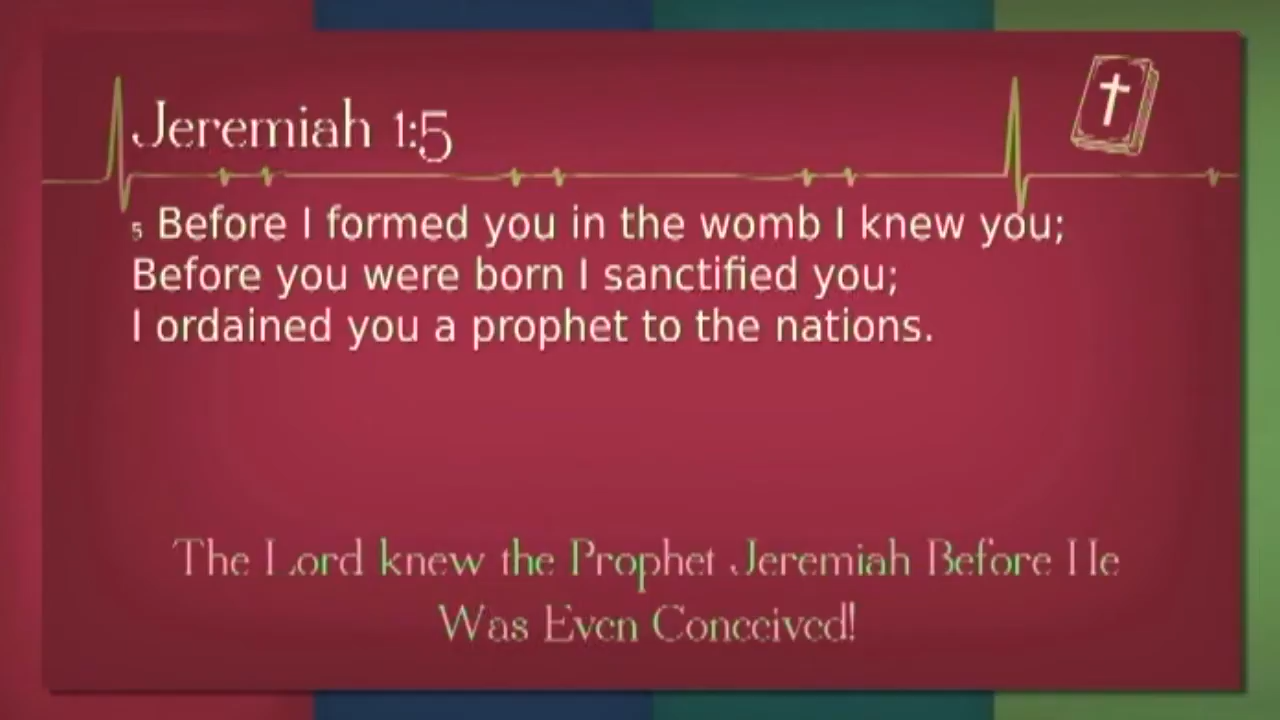 Jeremiah 1:5
5 Before I formed you in the womb I knew you;
Before you were born I sanctified you;
I ordained you a prophet to the nations.
The Lord knew the Prophet Jeremiah Before He
Was Even Conceived!